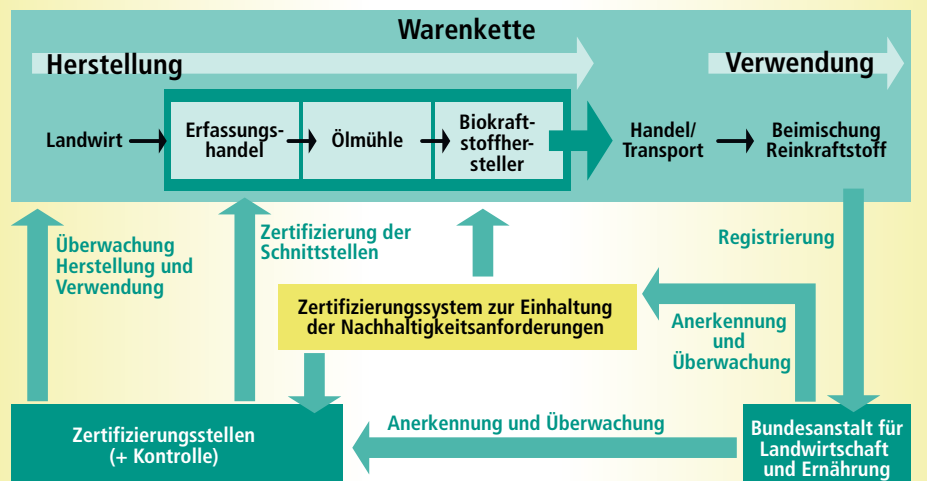 Warenkette
Herstellung
Verwendung
Landwirt
Erfassungs-
handel
Ölmühle
Biokraft-
stoffher-
steller
Handel/
Transport
Beimischung
Reinkraftstoff
Überwachung
Herstellung und
Verwendung
Zertifizierung der
Schnittstellen
Registrierung
Zertifizierungssystem zur Einhaltung
der Nachhaltigkeitsanforderungen
Anerkennung
und
Überwachung
Zertifizierungsstellen
(+ Kontrolle)
Anerkennung und Überwachung
Bundesanstalt für
Landwirtschaft
und Ernährung